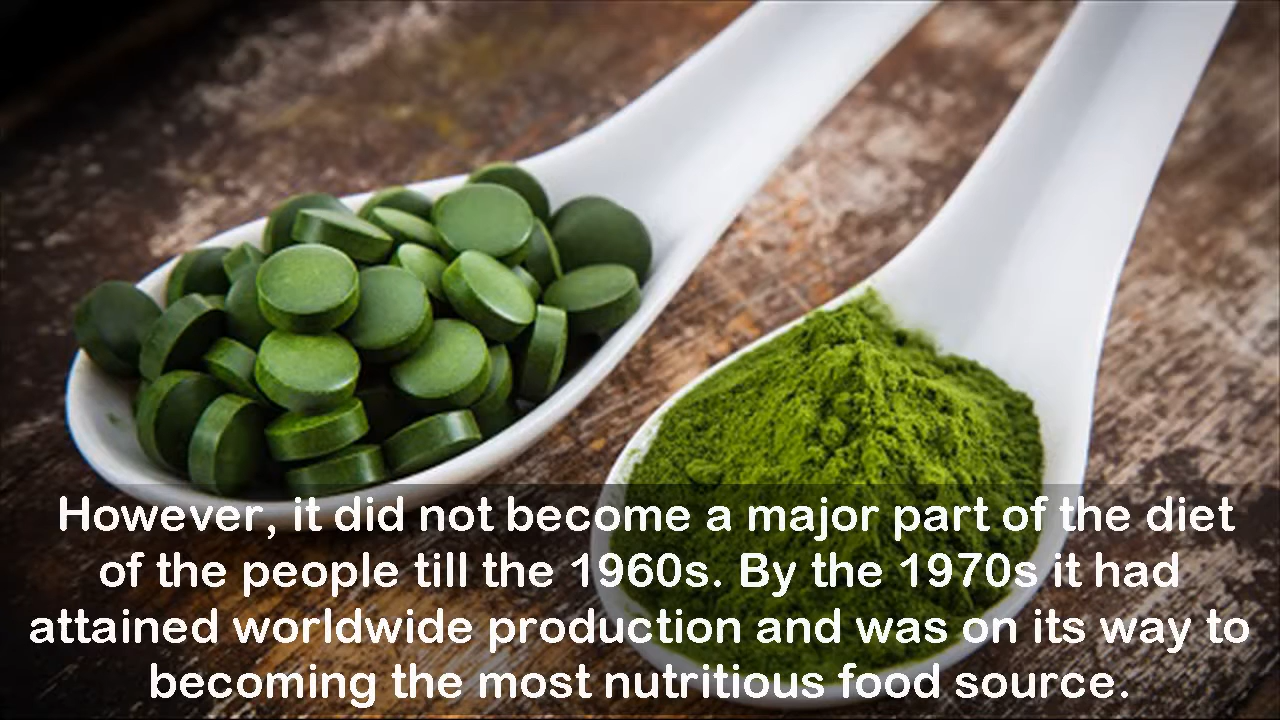 However, it did not become a major part of the diet
of the people till the 1960s. By the 1970s it had
attained worldwide production and was on its way to
becoming the most nutritious food source.